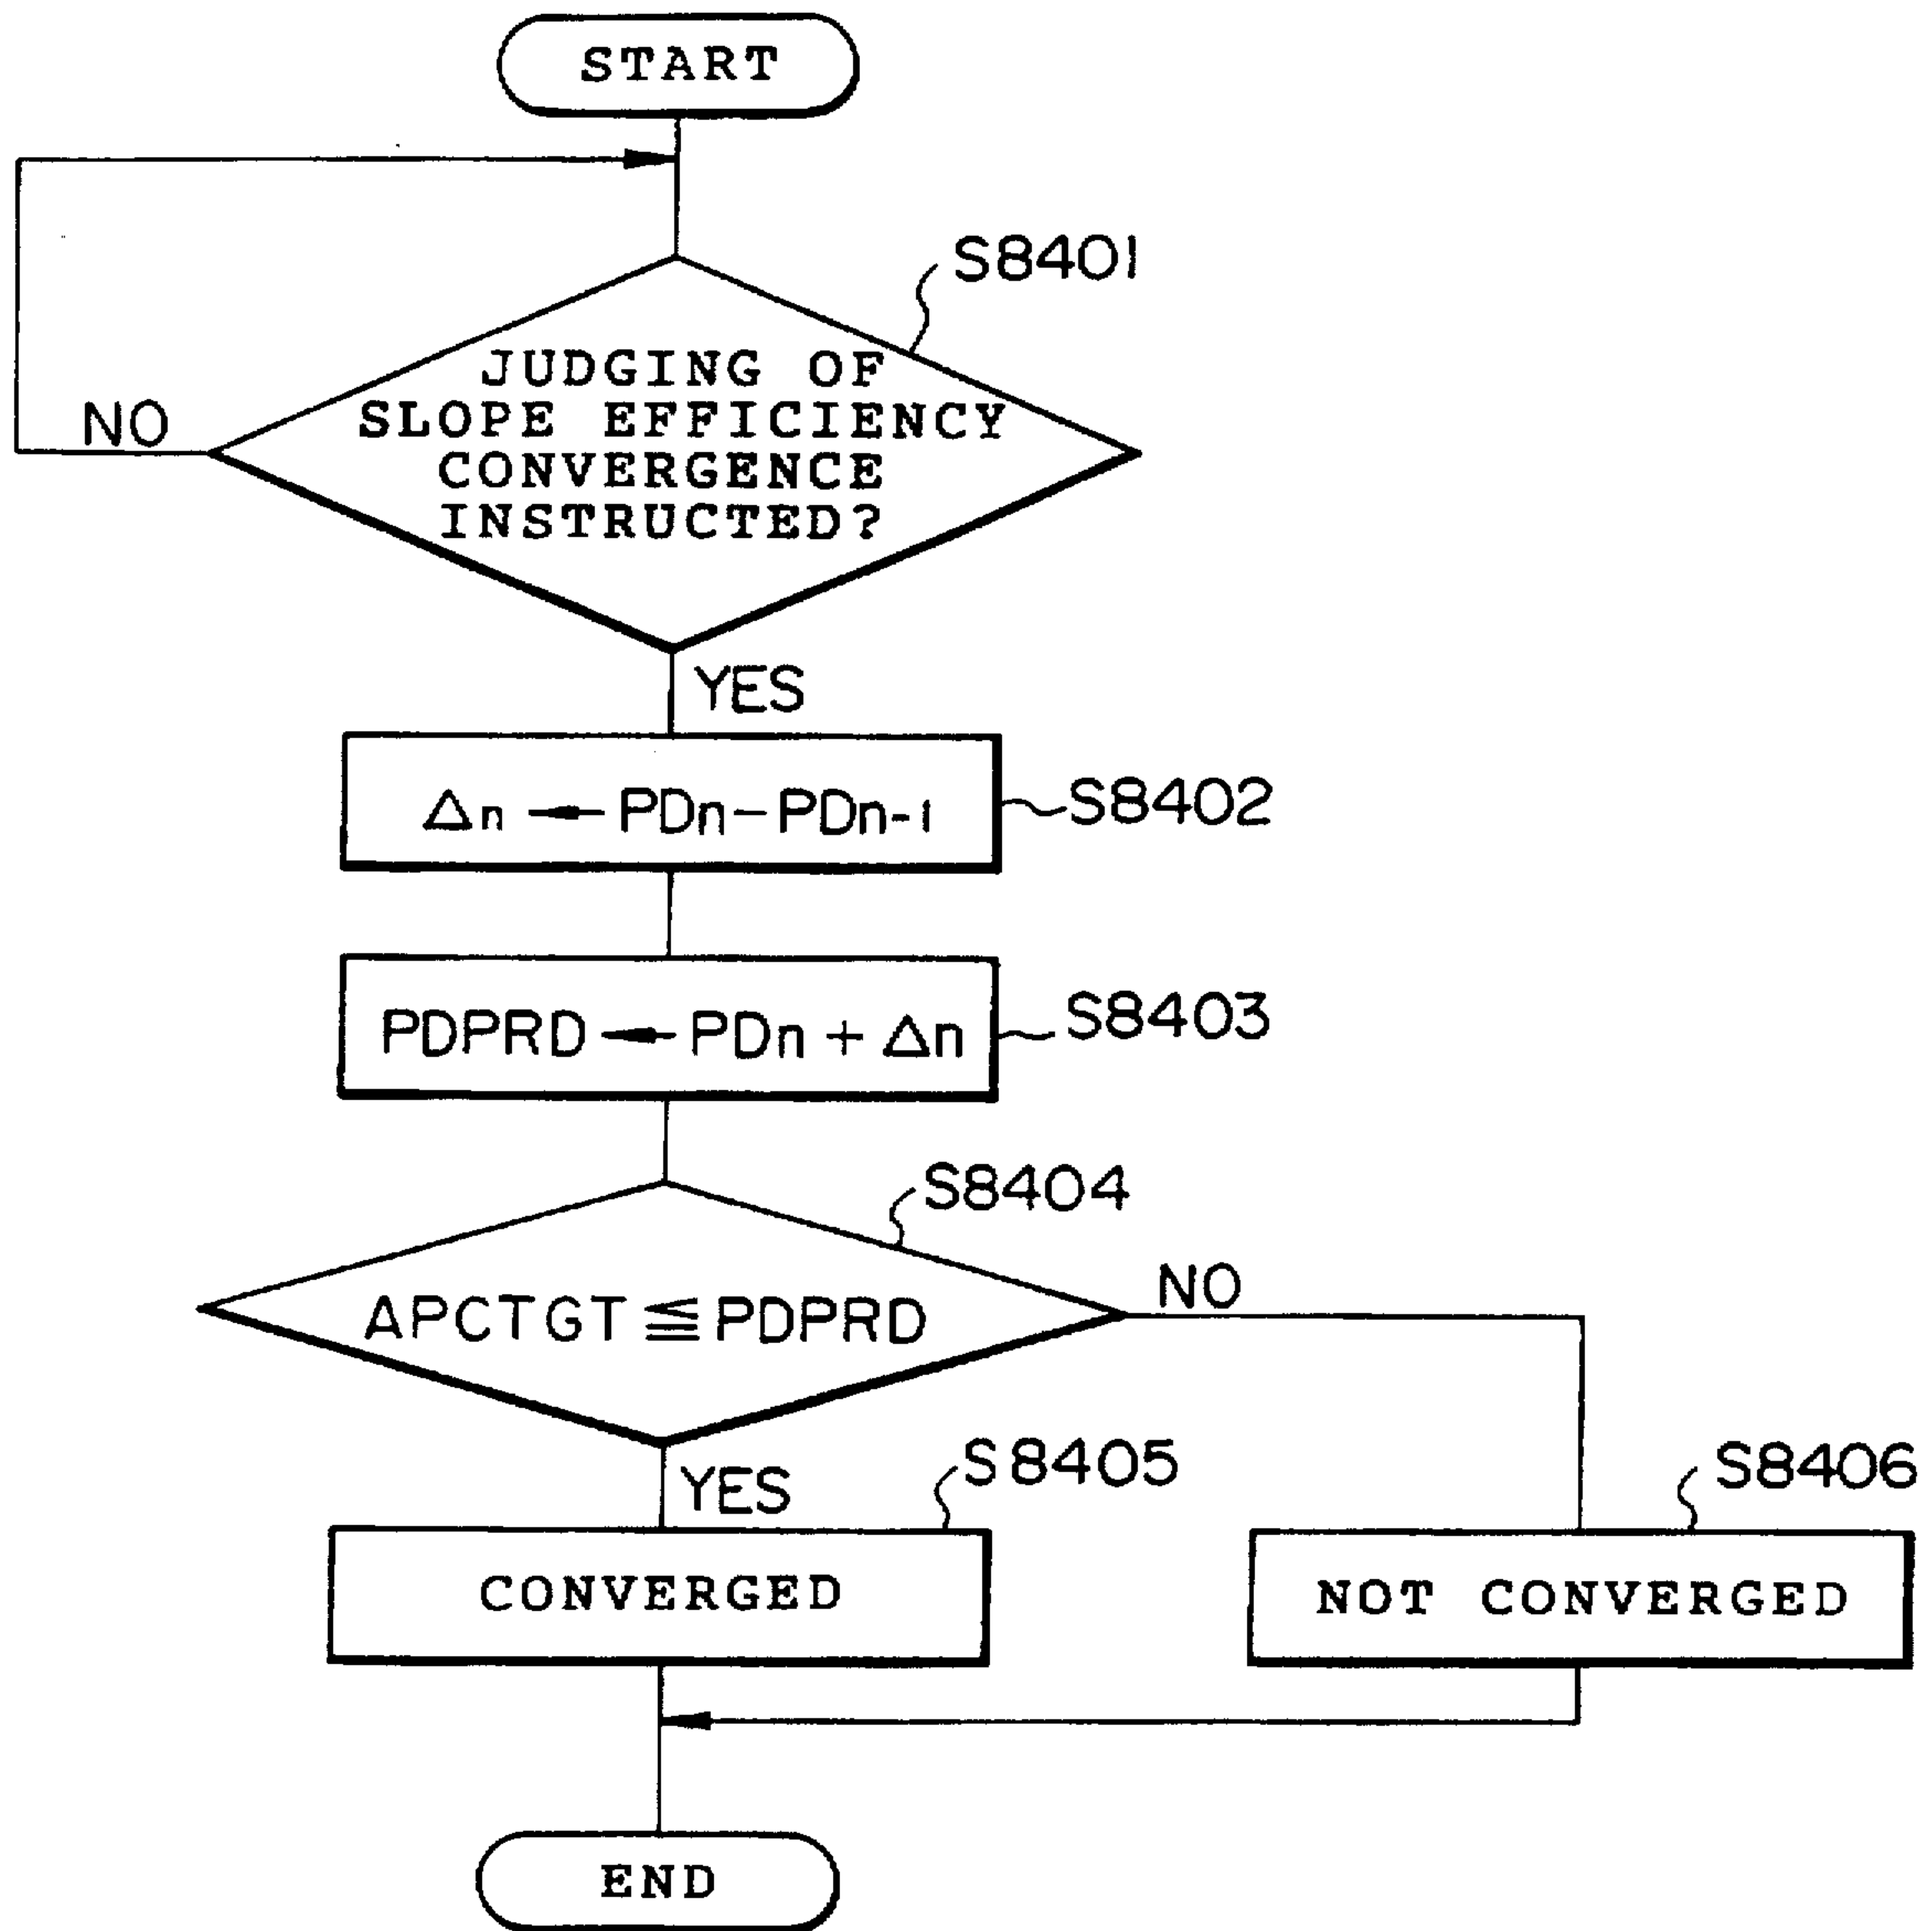 START
S8401
JUDGING OF
SLOPE EFFICIENCY
CONVERGENCE
INSTRUCTED?
NO
YES
Δn ← PDn−PDn-1
S8402
PDPRD ← PDn + Δn
S8403
S8404
APCTGT ≦ PDPRD
NO
YES
S8405
S8406
CONVERGED
NOT CONVERGED
END